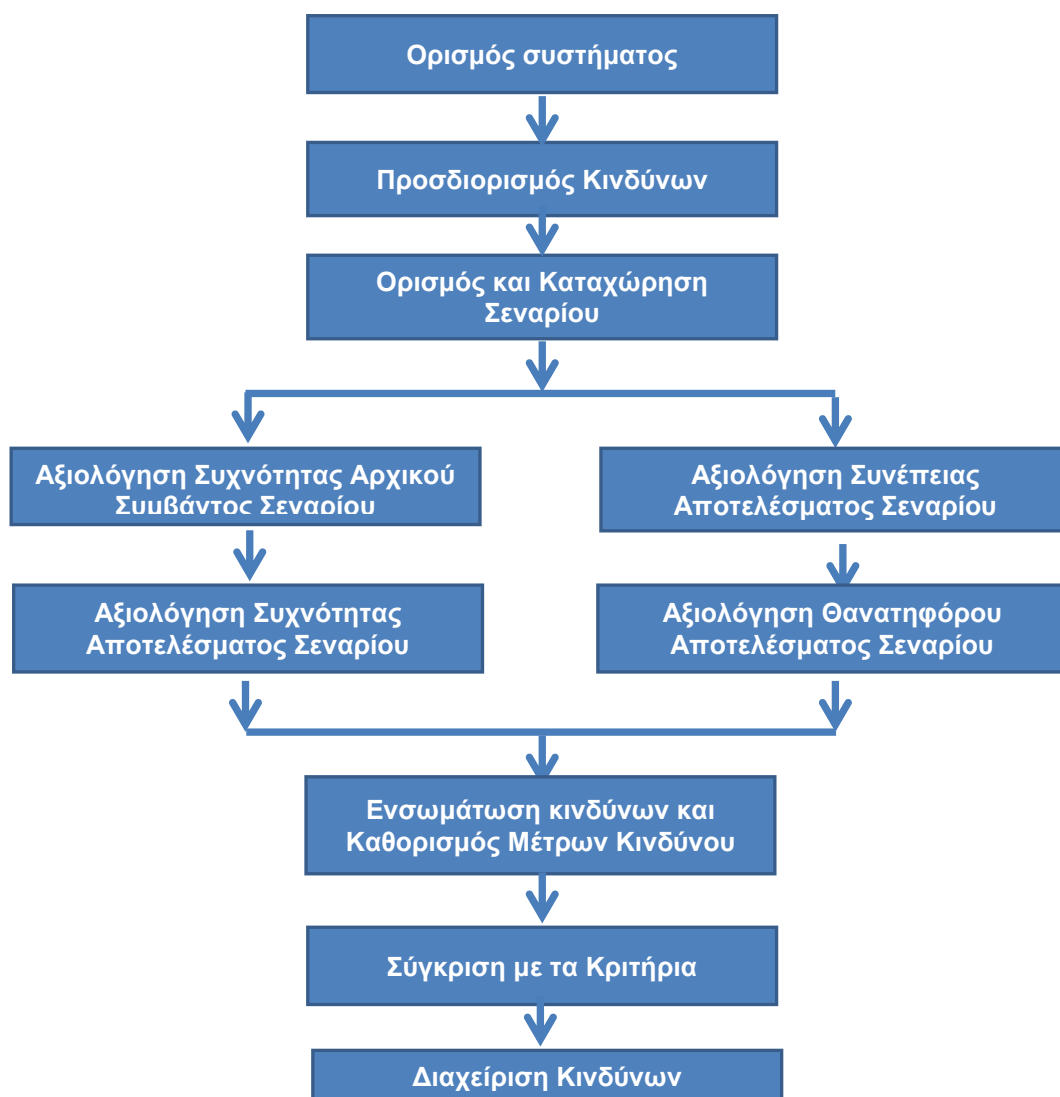 Ορισμός συστήματος
Προσδιορισμός Κινδύνων
Ορισμός και Καταχώρηση
Σεναρίου
Αξιολόγηση Συχνότητας Αρχικού
Συμβάντος Σεναρίου
Αξιολόγηση Συνέπειας
Αποτελέσματος Σεναρίου
Αξιολόγηση Συχνότητας
Αποτελέσματος Σεναρίου
Αξιολόγηση Θανατηφόρου
Αποτελέσματος Σεναρίου
Ενσωμάτωση κινδύνων και
Καθορισμός Μέτρων Κινδύνου
Σύγκριση με τα Κριτήρια
Διαχείριση Κινδύνων